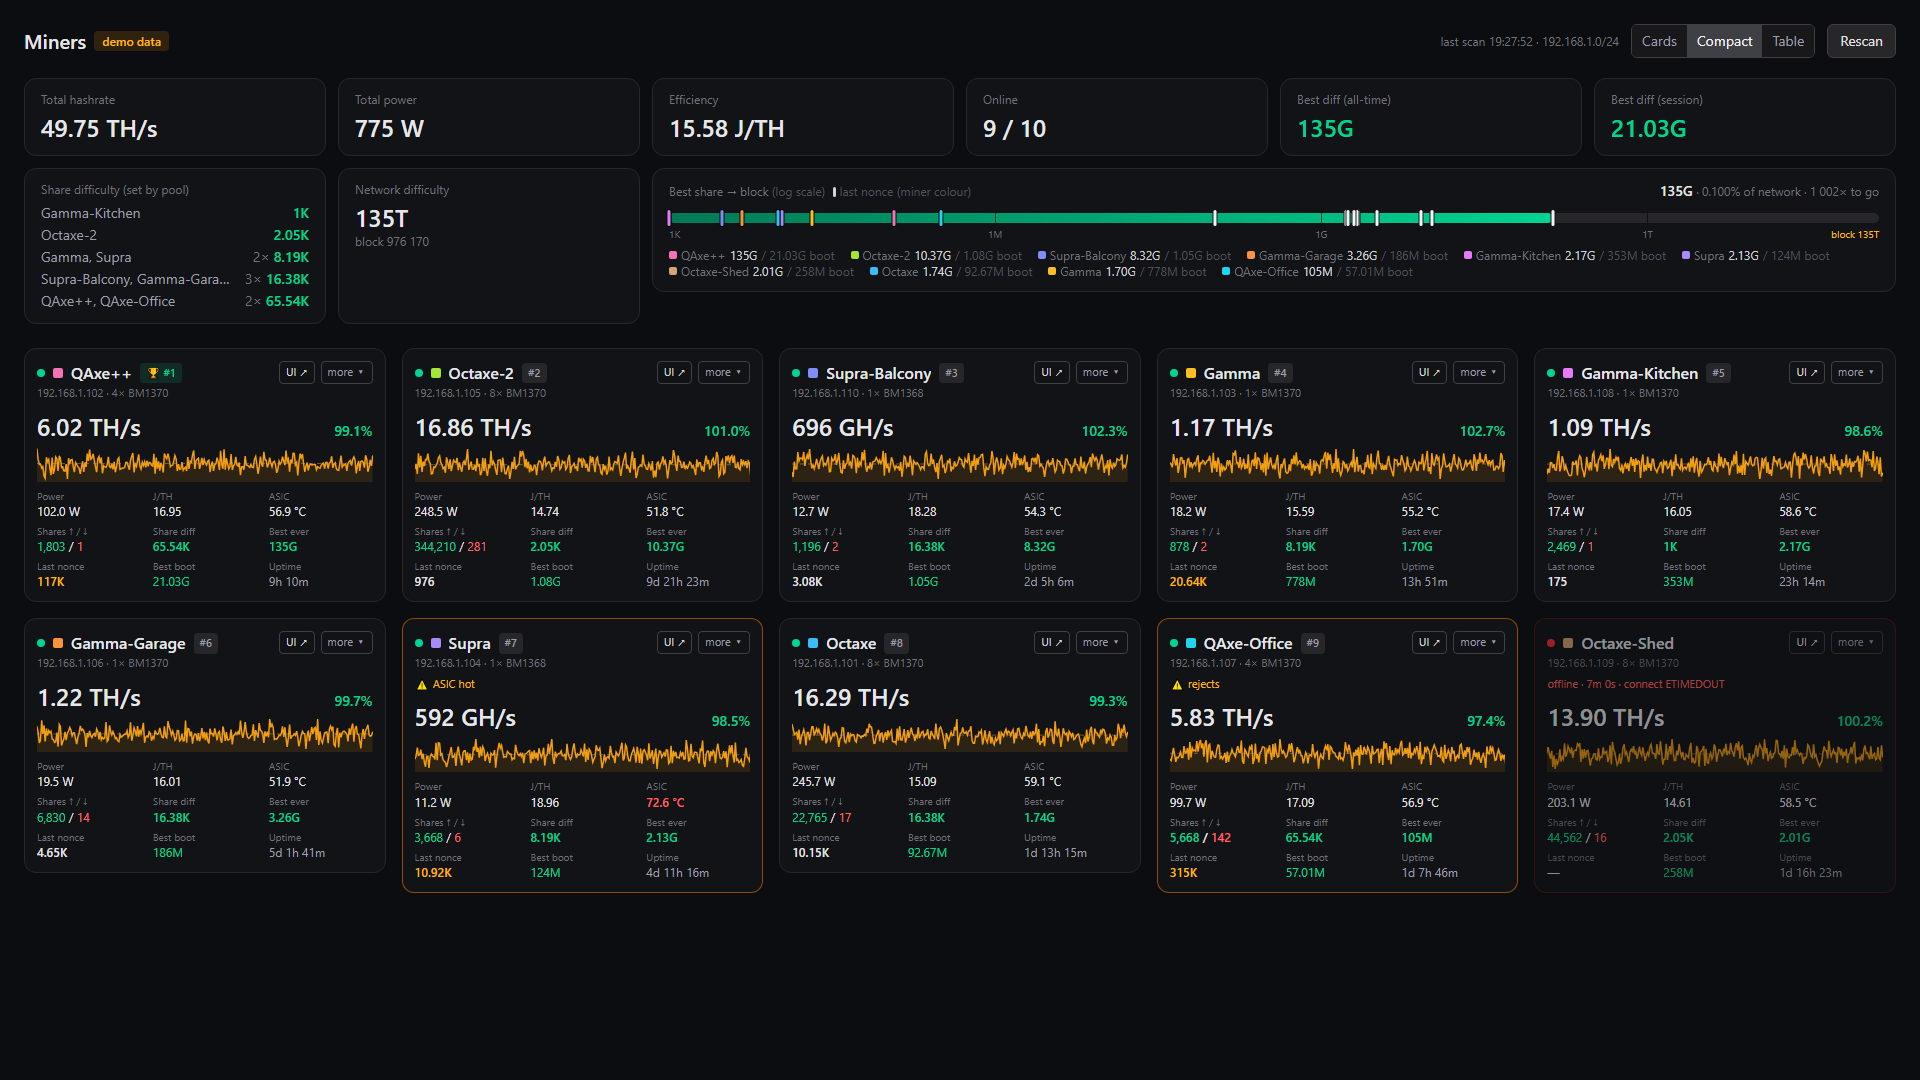 Miners demo data last scan 19:27:52 · 192.168.1.0/24 Cards Compact Table Rescan
Total hashrate Total power Efficiency Online Best diff (all-time) Best diff (session)
49.75 TH/s 775 W 15.58 J/TH 9 / 10 135G 21.03G
Share difficulty (set by pool)
Gamma-Kitchen 1K
Octaxe-2 2.05K
Gamma, Supra 2× 8.19K
Supra-Balcony, Gamma-Gara... 3× 16.38K
QAxe++, QAxe-Office 2× 65.54K
Network difficulty
135T
block 976 170
Best share → block (log scale) last nonce (miner colour) 135G · 0.100% of network · 1 002× to go
1K 1M 1G 1T block 135T
QAxe++ 135G / 21.03G boot Octaxe-2 10.37G / 1.08G boot Supra-Balcony 8.32G / 1.05G boot Gamma-Garage 3.26G / 186M boot Gamma-Kitchen 2.17G / 353M boot Supra 2.13G / 124M boot
Octaxe-Shed 2.01G / 258M boot Octaxe 1.74G / 92.67M boot Gamma 1.70G / 778M boot QAxe-Office 105M / 57.01M boot
QAxe++ #1 UI ↗ more ▾
192.168.1.102 · 4× BM1370
6.02 TH/s 99.1%
Power J/TH ASIC
102.0 W 16.95 56.9 °C
Shares ↑ / ↓ Share diff Best ever
1,803 / 1 65.54K 135G
Last nonce Best boot Uptime
117K 21.03G 9h 10m
Octaxe-2 #2 UI ↗ more ▾
192.168.1.105 · 8× BM1370
16.86 TH/s 101.0%
Power J/TH ASIC
248.5 W 14.74 51.8 °C
Shares ↑ / ↓ Share diff Best ever
344,210 / 281 2.05K 10.37G
Last nonce Best boot Uptime
976 1.08G 9d 21h 23m
Supra-Balcony #3 UI ↗ more ▾
192.168.1.110 · 1× BM1368
696 GH/s 102.3%
Power J/TH ASIC
12.7 W 18.28 54.3 °C
Shares ↑ / ↓ Share diff Best ever
1,196 / 2 16.38K 8.32G
Last nonce Best boot Uptime
3.08K 1.05G 2d 5h 6m
Gamma #4 UI ↗ more ▾
192.168.1.103 · 1× BM1370
1.17 TH/s 102.7%
Power J/TH ASIC
18.2 W 15.59 55.2 °C
Shares ↑ / ↓ Share diff Best ever
878 / 2 8.19K 1.70G
Last nonce Best boot Uptime
20.64K 778M 13h 51m
Gamma-Kitchen #5 UI ↗ more ▾
192.168.1.108 · 1× BM1370
1.09 TH/s 98.6%
Power J/TH ASIC
17.4 W 16.05 58.6 °C
Shares ↑ / ↓ Share diff Best ever
2,469 / 1 1K 2.17G
Last nonce Best boot Uptime
175 353M 23h 14m
Gamma-Garage #6 UI ↗ more ▾
192.168.1.106 · 1× BM1370
1.22 TH/s 99.7%
Power J/TH ASIC
19.5 W 16.01 51.9 °C
Shares ↑ / ↓ Share diff Best ever
6,830 / 14 16.38K 3.26G
Last nonce Best boot Uptime
4.65K 186M 5d 1h 41m
Supra #7 UI ↗ more ▾
192.168.1.104 · 1× BM1368
⚠ ASIC hot
592 GH/s 98.5%
Power J/TH ASIC
11.2 W 18.96 72.6 °C
Shares ↑ / ↓ Share diff Best ever
3,668 / 6 8.19K 2.13G
Last nonce Best boot Uptime
10.92K 124M 4d 11h 16m
Octaxe #8 UI ↗ more ▾
192.168.1.101 · 8× BM1370
16.29 TH/s 99.3%
Power J/TH ASIC
245.7 W 15.09 59.1 °C
Shares ↑ / ↓ Share diff Best ever
22,765 / 17 16.38K 1.74G
Last nonce Best boot Uptime
10.15K 92.67M 1d 13h 15m
QAxe-Office #9 UI ↗ more ▾
192.168.1.107 · 4× BM1370
⚠ rejects
5.83 TH/s 97.4%
Power J/TH ASIC
99.7 W 17.09 56.9 °C
Shares ↑ / ↓ Share diff Best ever
5,668 / 142 65.54K 105M
Last nonce Best boot Uptime
315K 57.01M 1d 7h 46m
Octaxe-Shed UI ↗ more ▾
192.168.1.109 · 8× BM1370
offline · 7m 0s · connect ETIMEDOUT
13.90 TH/s 100.2%
Power J/TH ASIC
203.1 W 14.61 58.5 °C
Shares ↑ / ↓ Share diff Best ever
44,562 / 16 2.05K 2.01G
Last nonce Best boot Uptime
— 258M 1d 16h 23m